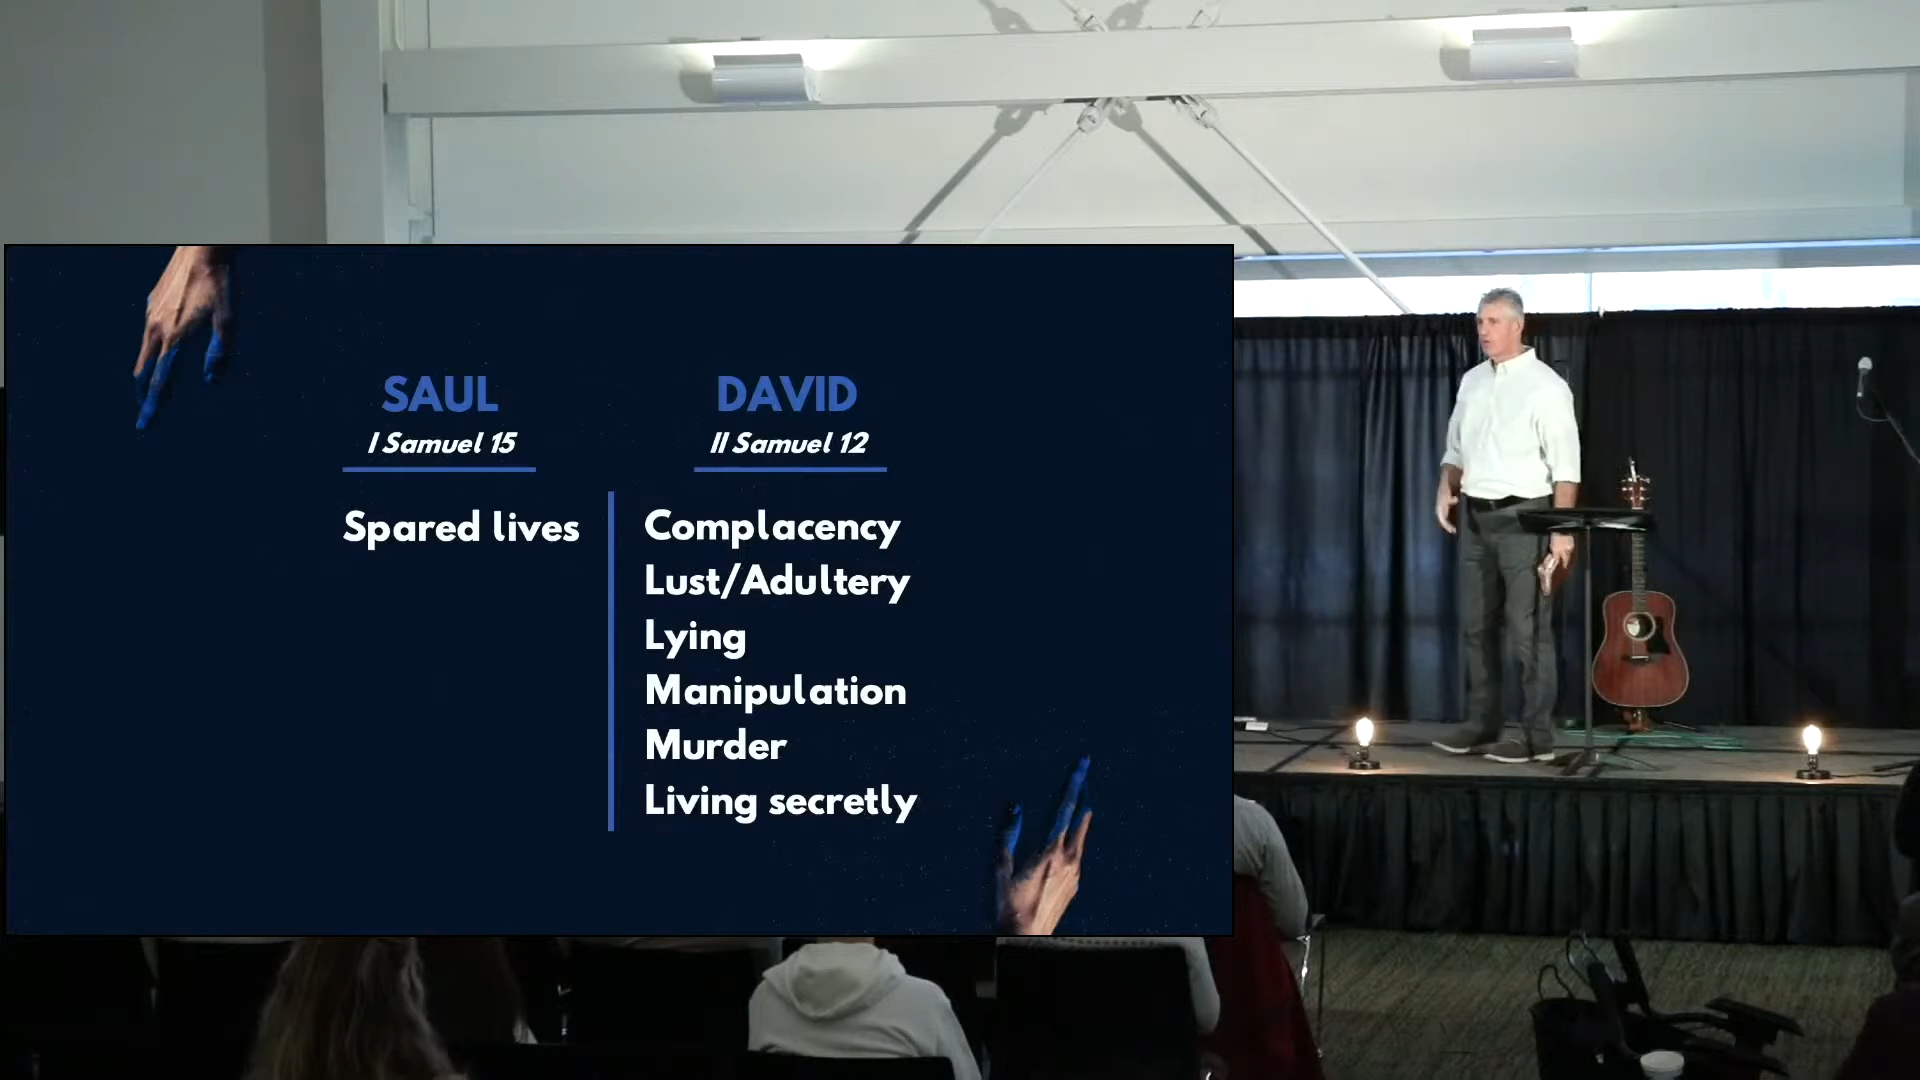 SAUL
I Samuel 15
Spared lives
DAVID
II Samuel 12
Complacency
Lust/Adultery
Lying
Manipulation
Murder
Living secretly